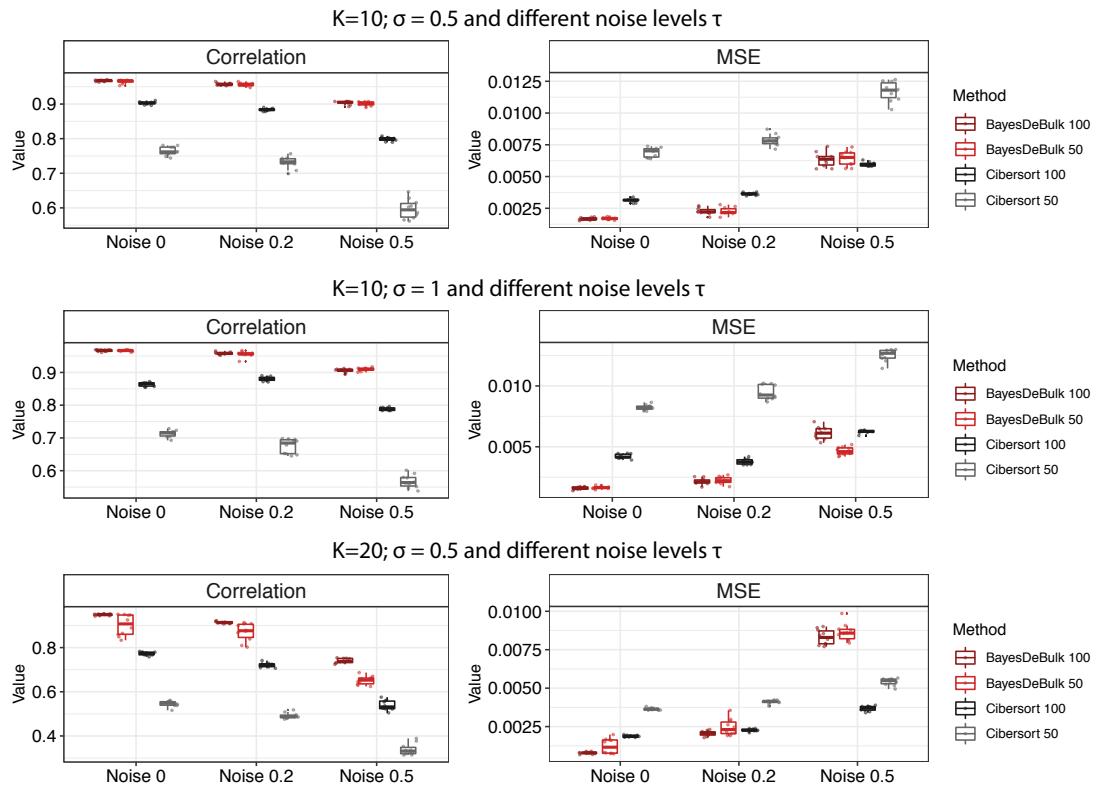 K=10; σ = 0.5 and different noise levels τ
Correlation
MSE
Value
0.9
0.8
0.7
0.6
Noise 0 Noise 0.2 Noise 0.5
0.0125
0.0100
0.0075
0.0050
0.0025
Noise 0 Noise 0.2 Noise 0.5
Method
BayesDeBulk 100
BayesDeBulk 50
Cibersort 100
Cibersort 50
K=10; σ = 1 and different noise levels τ
Correlation
MSE
Value
0.9
0.8
0.7
0.6
Noise 0 Noise 0.2 Noise 0.5
Value
0.010
0.005
Noise 0 Noise 0.2 Noise 0.5
Method
BayesDeBulk 100
BayesDeBulk 50
Cibersort 100
Cibersort 50
K=20; σ = 0.5 and different noise levels τ
Correlation
MSE
Value
0.8
0.6
0.4
Noise 0 Noise 0.2 Noise 0.5
Value
0.0100
0.0075
0.0050
0.0025
Noise 0 Noise 0.2 Noise 0.5
Method
BayesDeBulk 100
BayesDeBulk 50
Cibersort 100
Cibersort 50